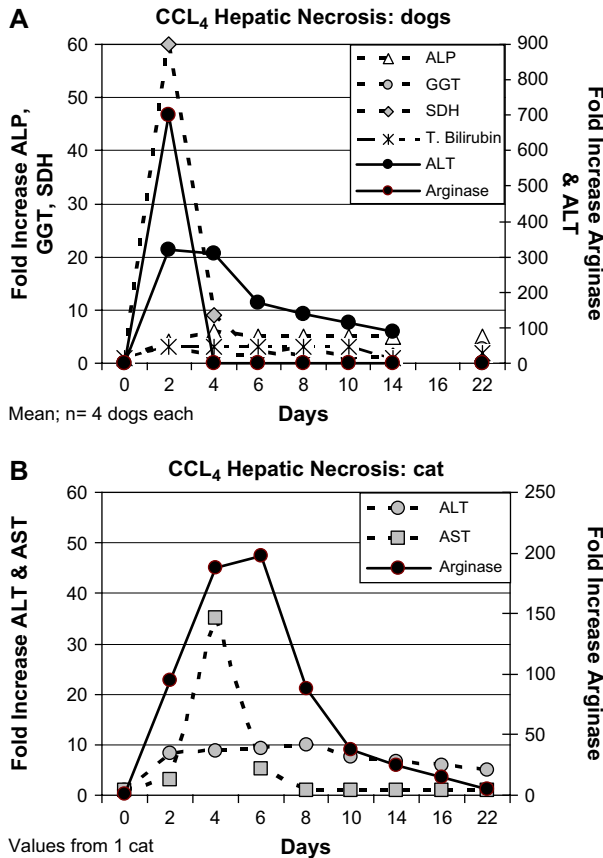 A
CCL4 Hepatic Necrosis: dogs
Fold Increase ALP,
GGT, SDH
60
50
40
30
20
10
0
ALP
GGT
SDH
T. Bilirubin
ALT
Arginase
900
800
700
600
500
400
300
200
100
0
Fold Increase Arginase
& ALT
0 2 4 6 8 10 14 16 22
Mean; n= 4 dogs each
Days
B
CCL4 Hepatic Necrosis: cat
Fold Increase ALT & AST
60
50
40
30
20
10
0
ALT
AST
Arginase
250
200
150
100
50
0
Fold Increase Arginase
0 2 4 6 8 10 14 16 22
Values from 1 cat
Days